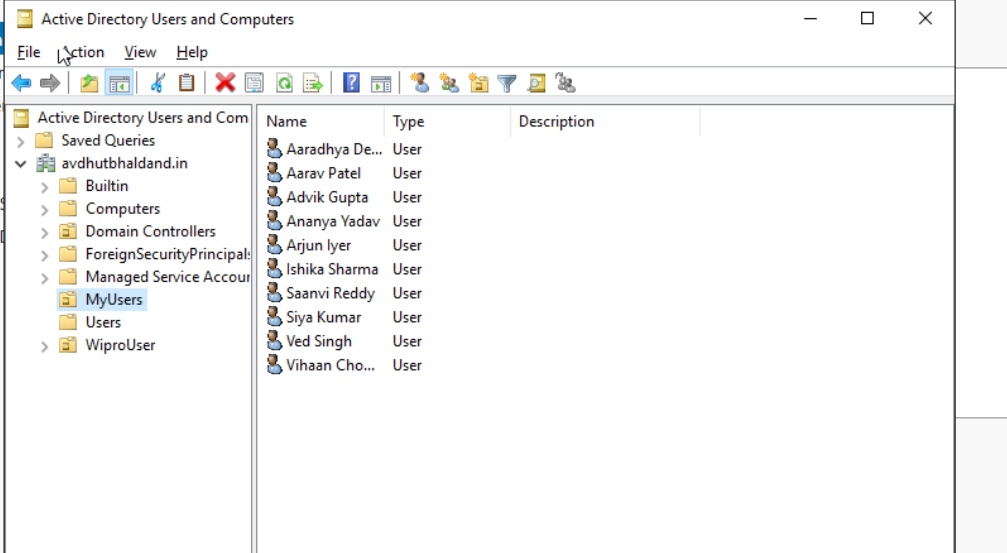 Active Directory Users and Computers
File Action View Help
Active Directory Users and Com
Saved Queries
avdhutbhaldand.in
Builtin
Computers
Domain Controllers
ForeignSecurityPrincipals
Managed Service Accour
MyUsers
Users
WiproUser
Name Type Description
Aaradhya De... User
Aarav Patel User
Advik Gupta User
Ananya Yadav User
Arjun Iyer User
Ishika Sharma User
Saanvi Reddy User
Siya Kumar User
Ved Singh User
Vihaan Cho... User